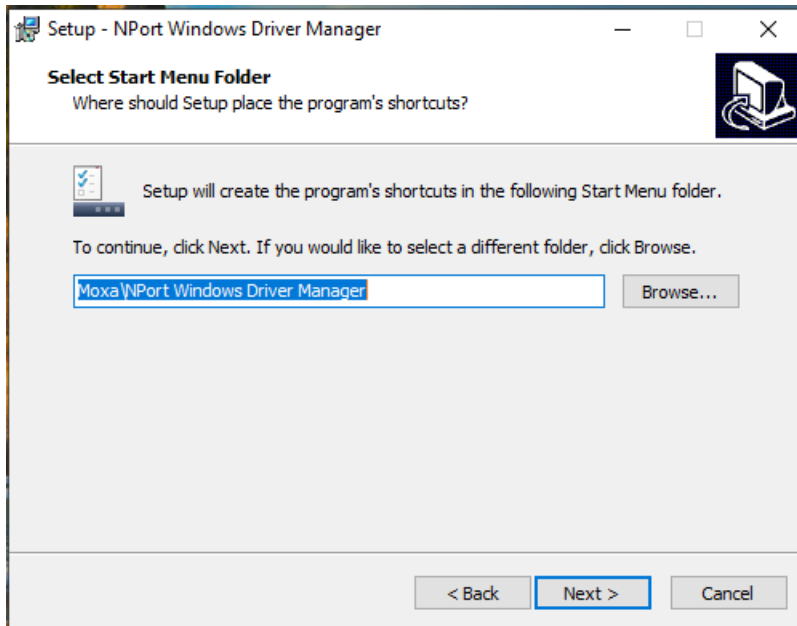 Setup - NPort Windows Driver Manager
Select Start Menu Folder
Where should Setup place the program's shortcuts?
Setup will create the program's shortcuts in the following Start Menu folder.
To continue, click Next. If you would like to select a different folder, click Browse.
Moxa\NPort Windows Driver Manager
Browse...
< Back
Next >
Cancel